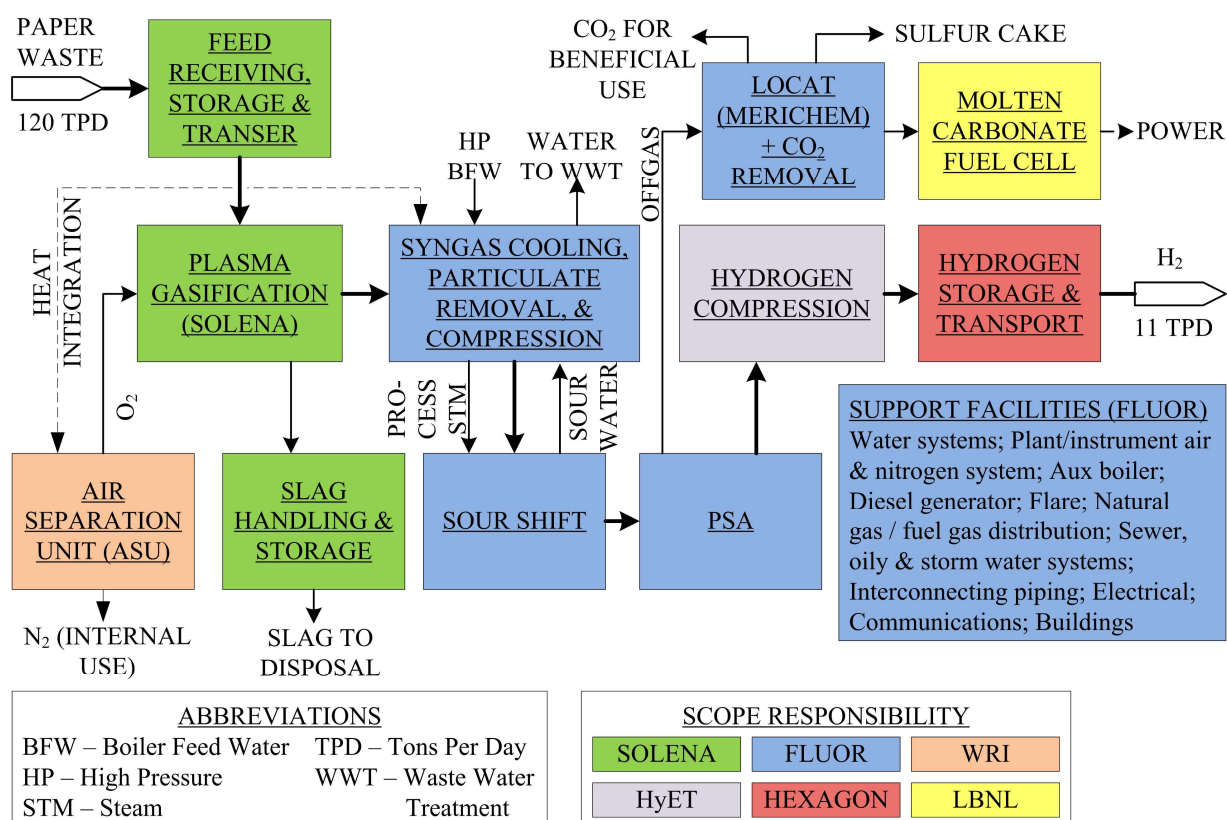 PAPER
WASTE
120 TPD
FEED
RECEIVING,
STORAGE &
TRANSER
CO₂ FOR
BENEFICIAL
USE
SULFUR CAKE
LOCAT
(MERICHEM)
+ CO₂
REMOVAL
MOLTEN
CARBONATE
FUEL CELL
POWER
HP
BFW
WATER
TO WWT
OFFGAS
HEAT
INTEGRATION
PLASMA
GASIFICATION
(SOLENA)
SYNGAS COOLING,
PARTICULATE
REMOVAL, &
COMPRESSION
HYDROGEN
COMPRESSION
HYDROGEN
STORAGE &
TRANSPORT
H₂
11 TPD
O₂
PRO-
CESS
STM
SOUR
WATER
AIR
SEPARATION
UNIT (ASU)
SLAG
HANDLING &
STORAGE
SOUR SHIFT
PSA
SUPPORT FACILITIES (FLUOR)
Water systems; Plant/instrument air
& nitrogen system; Aux boiler;
Diesel generator; Flare; Natural
gas / fuel gas distribution; Sewer,
oily & storm water systems;
Interconnecting piping; Electrical;
Communications; Buildings
N₂ (INTERNAL
USE)
SLAG TO
DISPOSAL
ABBREVIATIONS
BFW – Boiler Feed Water
HP – High Pressure
STM – Steam
TPD – Tons Per Day
WWT – Waste Water
Treatment
SCOPE RESPONSIBILITY
SOLENA
FLUOR
WRI
HyET
HEXAGON
LBNL